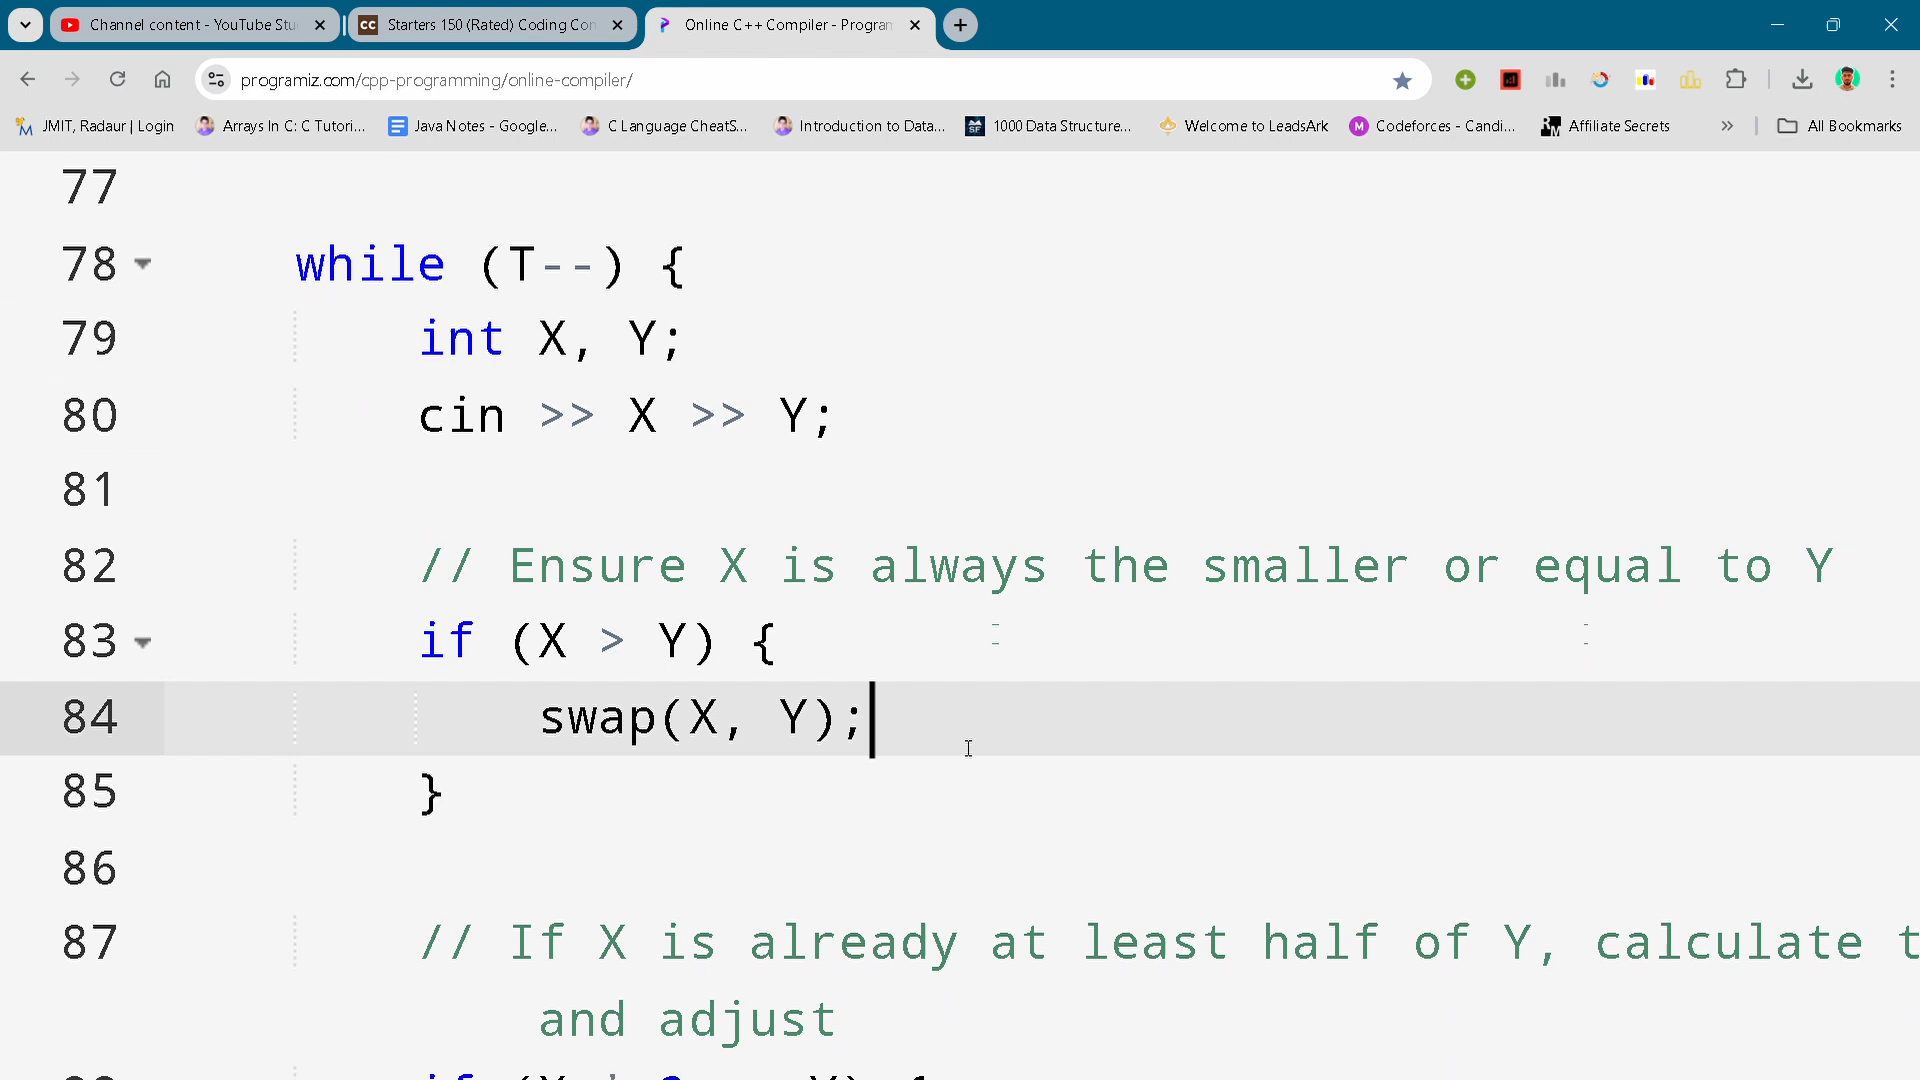 Channel content - YouTube Stu
Starters 150 (Rated) Coding Con
Online C++ Compiler - Program
programiz.com/cpp-programming/online-compiler/
JMIT, Radaur | Login
Arrays In C: C Tutori...
Java Notes - Google...
C Language CheatS...
Introduction to Data...
1000 Data Structure...
Welcome to LeadsArk
Codeforces - Candi...
Affiliate Secrets
All Bookmarks
77
78 while (T--) {
79 int X, Y;
80 cin >> X >> Y;
81
82 // Ensure X is always the smaller or equal to Y
83 if (X > Y) {
84 swap(X, Y);
85 }
86
87 // If X is already at least half of Y, calculate t
and adjust